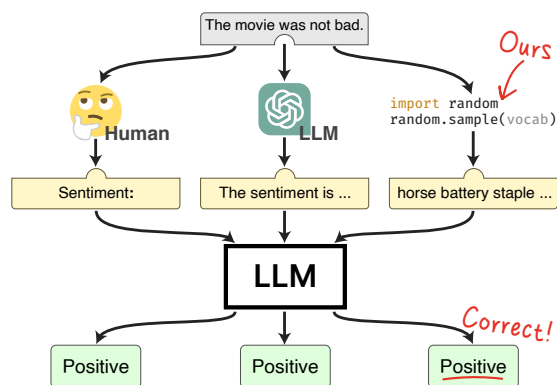 The movie was not bad.
Ours
Human
LLM
import random
random.sample(vocab)
Sentiment:
The sentiment is ...
horse battery staple ...
LLM
Correct!
Positive
Positive
Positive